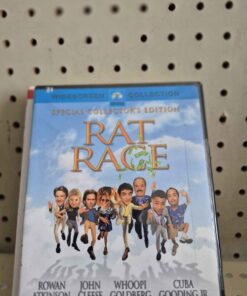 WIDESCREEN COLLECTION
SPECIAL COLLECTOR'S EDITION
RAT
RACE
ROWAN JOHN WHOOPI CUBA
ATKINSON CLEESE GOLDBERG GOODING JR